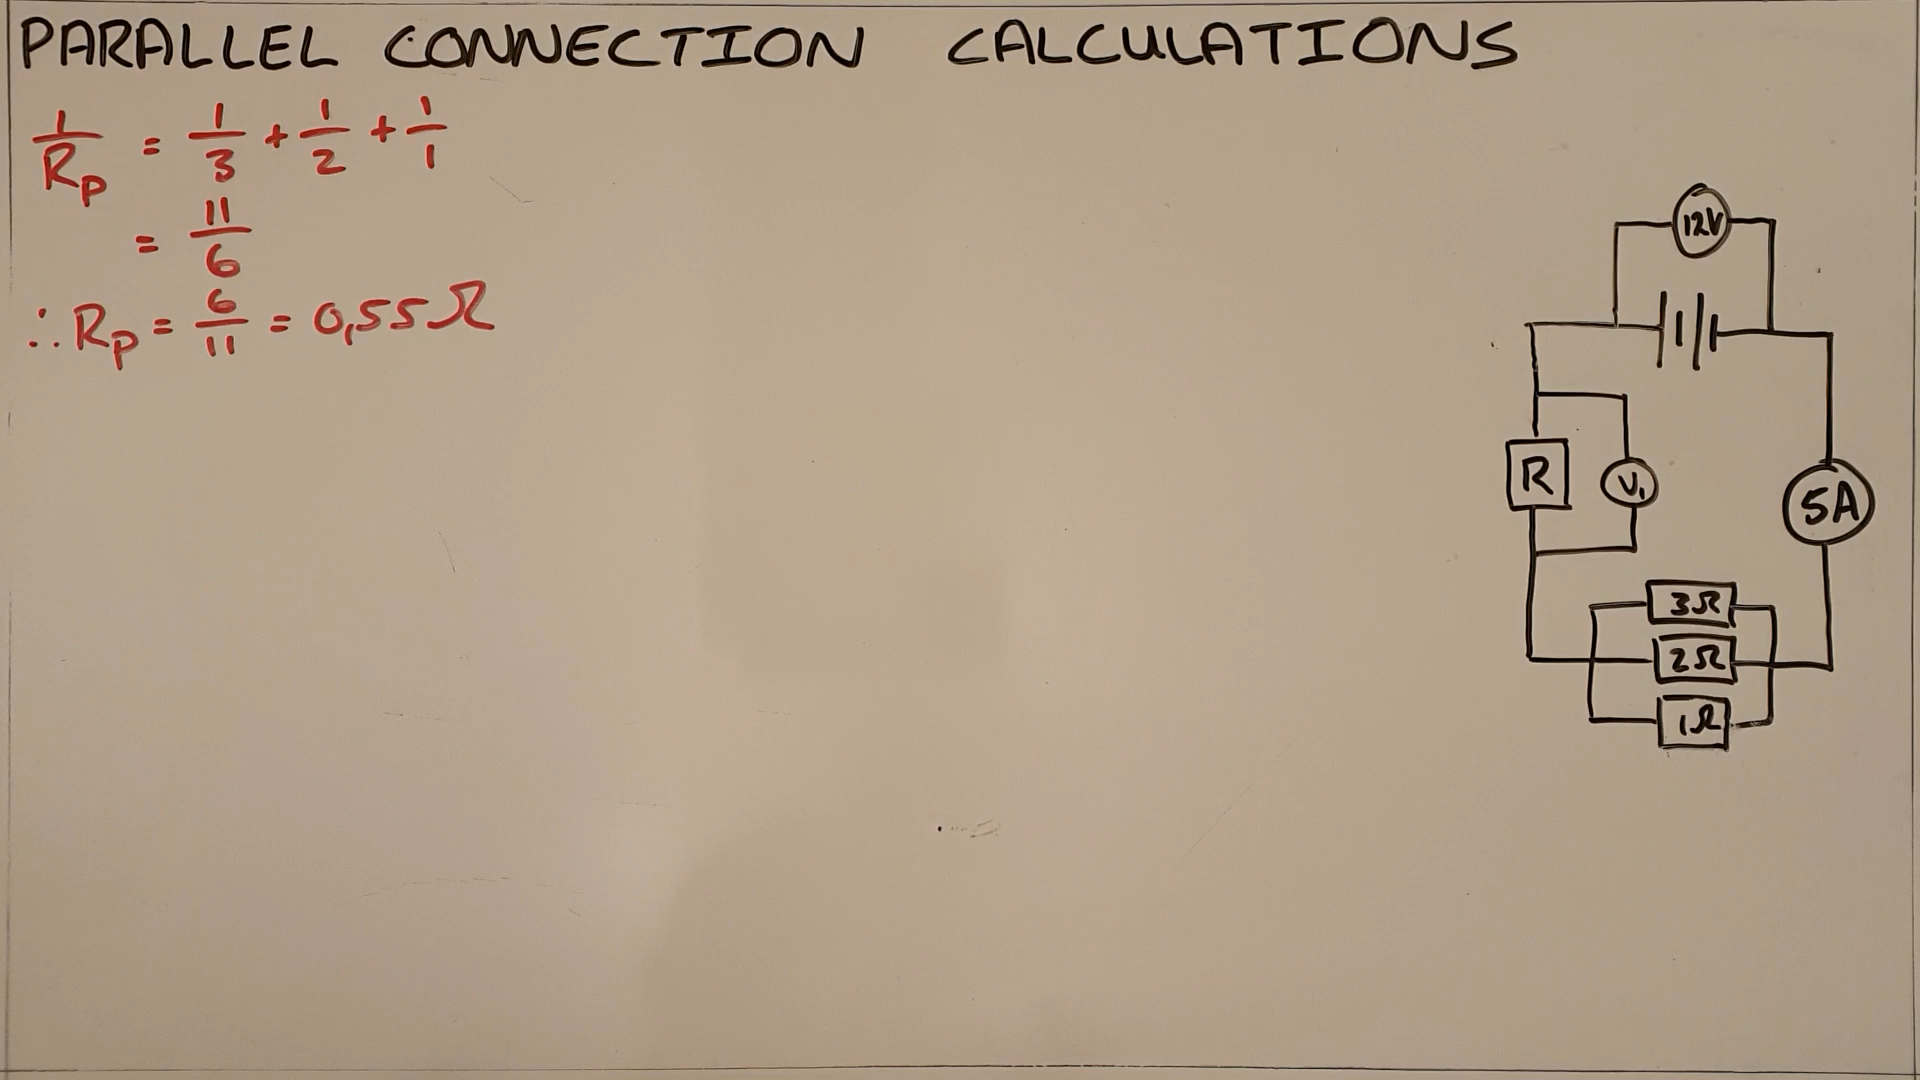 PARALLEL CONNECTION CALCULATIONS
1/Rp = 1/3 + 1/2 + 1/1
= 11/6
∴ Rp = 6/11 = 0,55Ω
12V
R
V1
5A
3Ω
2Ω
1Ω